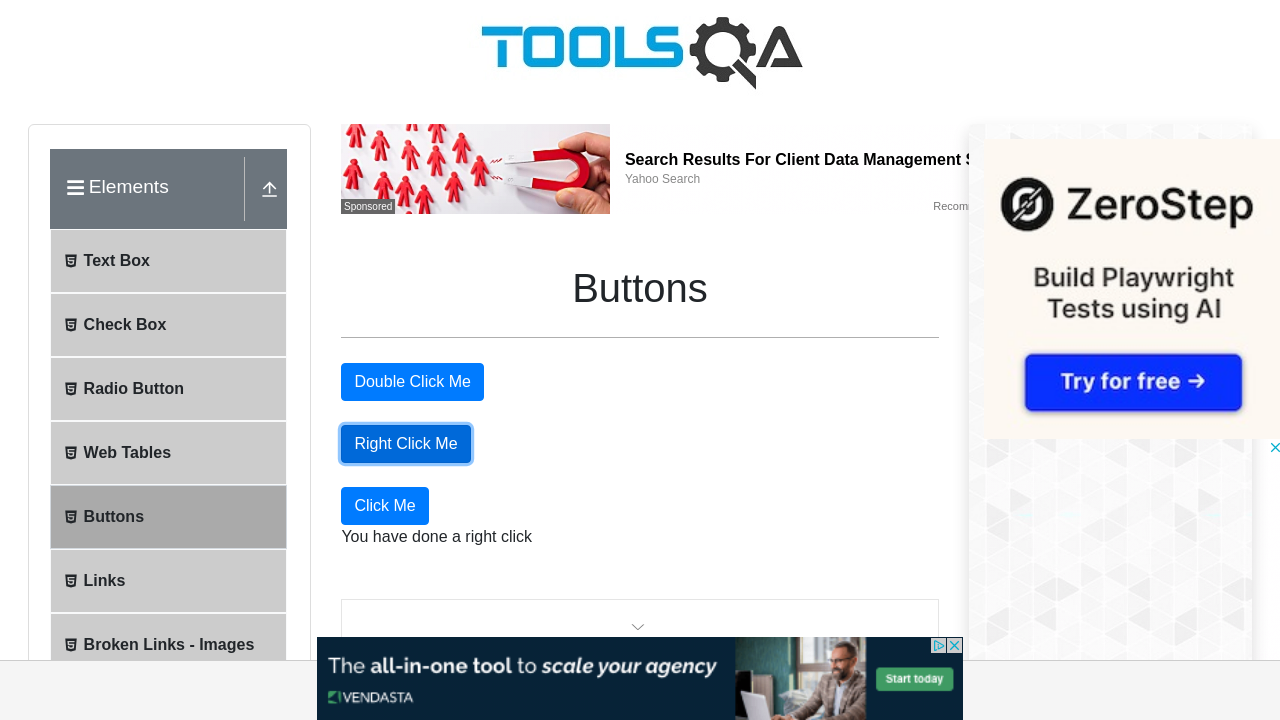 TOOLSQA
Elements
Text Box
Check Box
Radio Button
Web Tables
Buttons
Links
Broken Links - Images
Sponsored
Search Results For Client Data Management
Yahoo Search
Buttons
Double Click Me
Right Click Me
Click Me
You have done a right click
ZeroStep
Build Playwright
Tests using AI
Try for free →
The all-in-one tool to scale your agency
VENDASTA
Start today